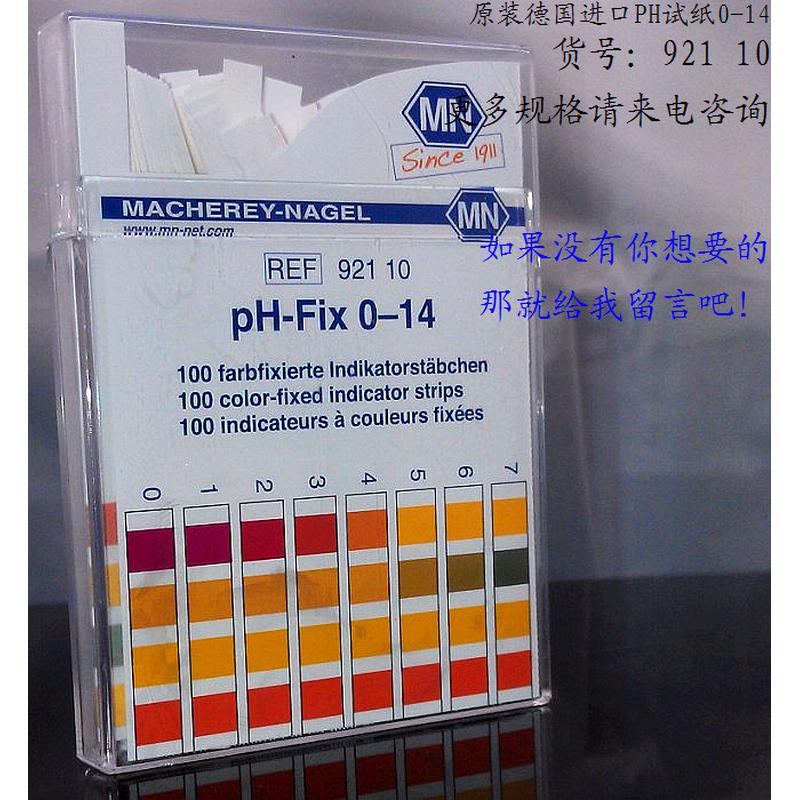 原装德国进口PH试纸0-14
货号: 921 10
更多规格请来电咨询
MN
Since 1911
MACHEREY-NAGEL
MN
www.mn-net.com
如果没有你想要的
那就给我留言吧!
REF 921 10
pH-Fix 0–14
100 farbfixierte Indikatorstäbchen
100 color-fixed indicator strips
100 indicateurs à couleurs fixées
0 1 2 3 4 5 6 7